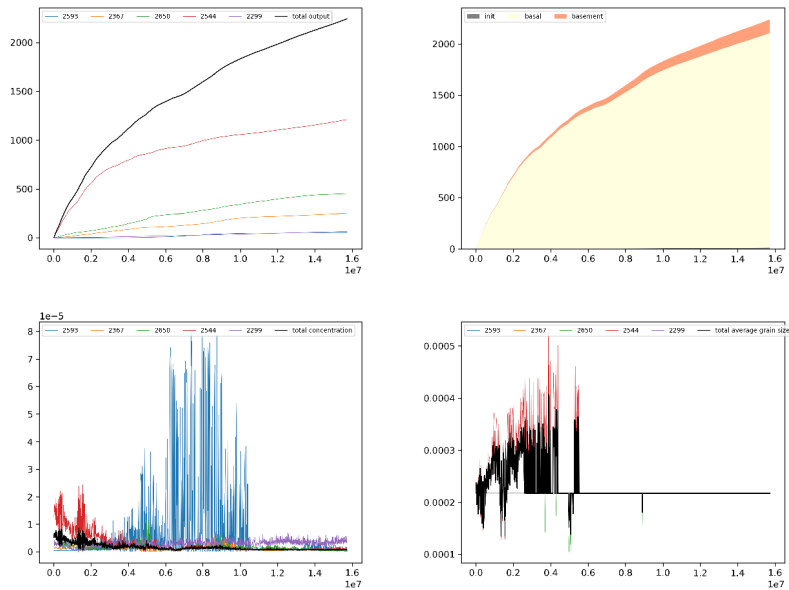 2593 2367 2650 2544 2299 total output
2000
1500
1000
500
0
0.0 0.2 0.4 0.6 0.8 1.0 1.2 1.4 1.6
1e7
init basal basement
2000
1500
1000
500
0
0.0 0.2 0.4 0.6 0.8 1.0 1.2 1.4 1.6
1e7
1e−5
2593 2367 2650 2544 2299 total concentration
8
7
6
5
4
3
2
1
0
0.0 0.2 0.4 0.6 0.8 1.0 1.2 1.4 1.6
1e7
2593 2367 2650 2544 2299 total average grain size
0.0005
0.0004
0.0003
0.0002
0.0001
0.0 0.2 0.4 0.6 0.8 1.0 1.2 1.4 1.6
1e7